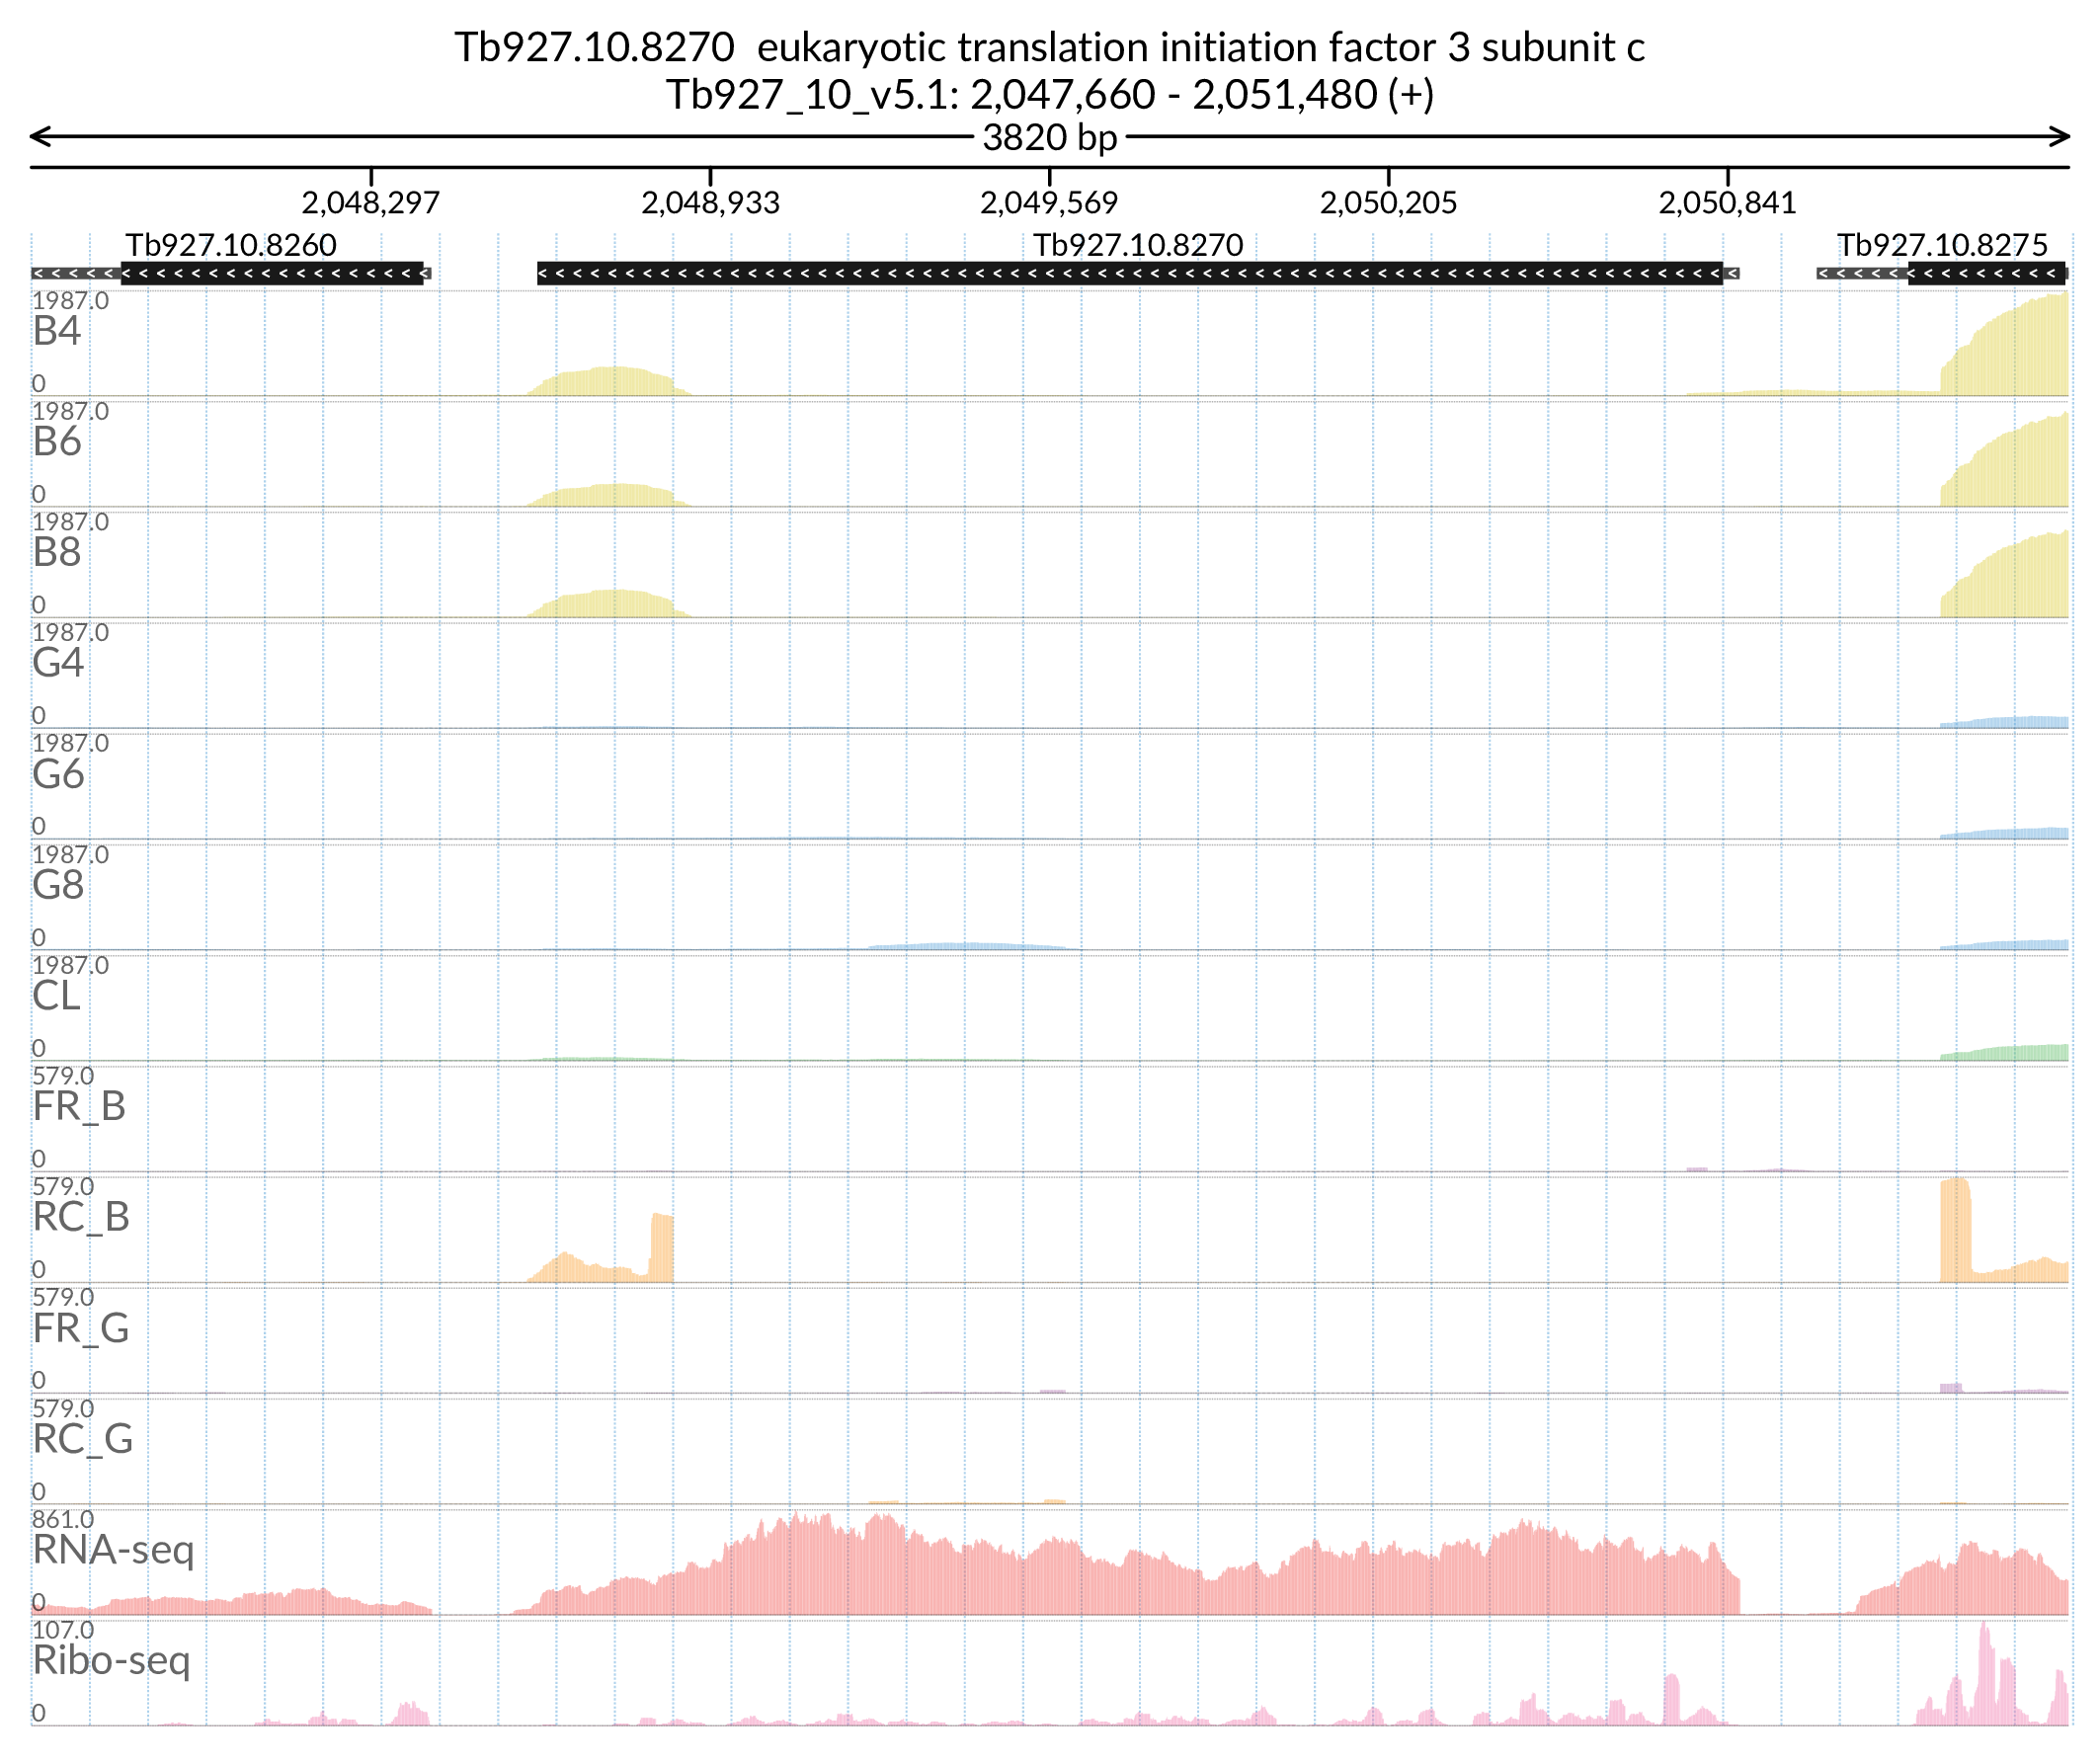 Tb927.10.8270  eukaryotic translation initiation factor 3 subunit c
Tb927_10_v5.1: 2,047,660 - 2,051,480 (+)
3820 bp
2,048,297 2,048,933 2,049,569 2,050,205 2,050,841
Tb927.10.8260 Tb927.10.8270 Tb927.10.8275
1987.0
B4
0
1987.0
B6
0
1987.0
B8
0
1987.0
G4
0
1987.0
G6
0
1987.0
G8
0
1987.0
CL
0
579.0
FR_B
0
579.0
RC_B
0
579.0
FR_G
0
579.0
RC_G
0
861.0
RNA-seq
0
107.0
Ribo-seq
0